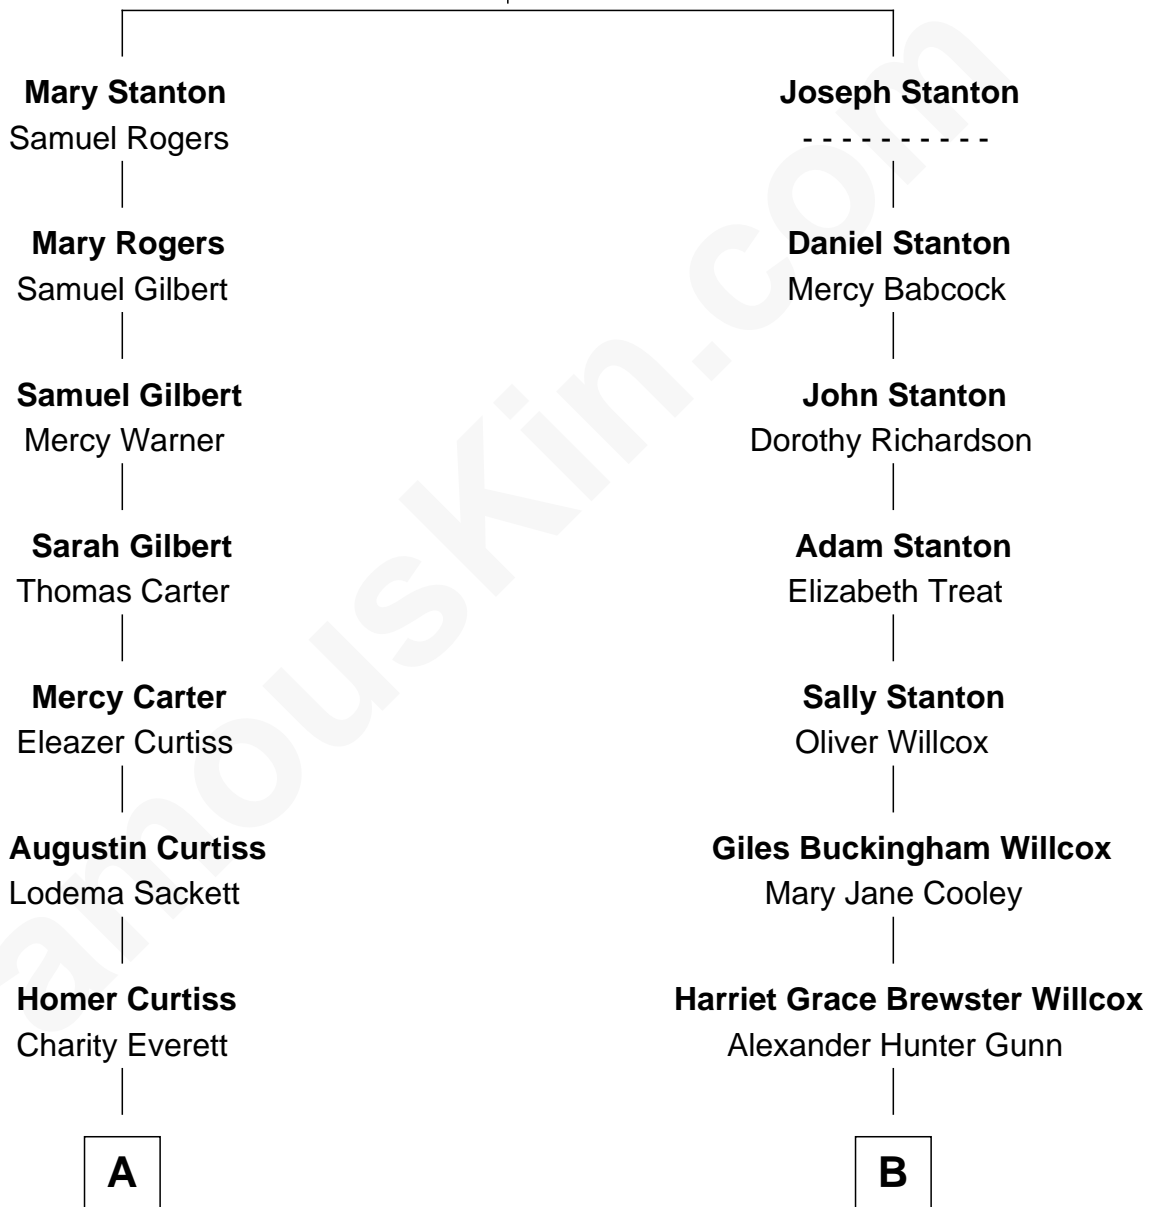 Mary Stanton
Samuel Rogers
Joseph Stanton
- - - - - - - - - -
Mary Rogers
Samuel Gilbert
Daniel Stanton
Mercy Babcock
Samuel Gilbert
Mercy Warner
John Stanton
Dorothy Richardson
Sarah Gilbert
Thomas Carter
Adam Stanton
Elizabeth Treat
Mercy Carter
Eleazer Curtiss
Sally Stanton
Oliver Willcox
Augustin Curtiss
Lodema Sackett
Giles Buckingham Willcox
Mary Jane Cooley
Homer Curtiss
Charity Everett
Harriet Grace Brewster Willcox
Alexander Hunter Gunn
A
B
amouskin.com